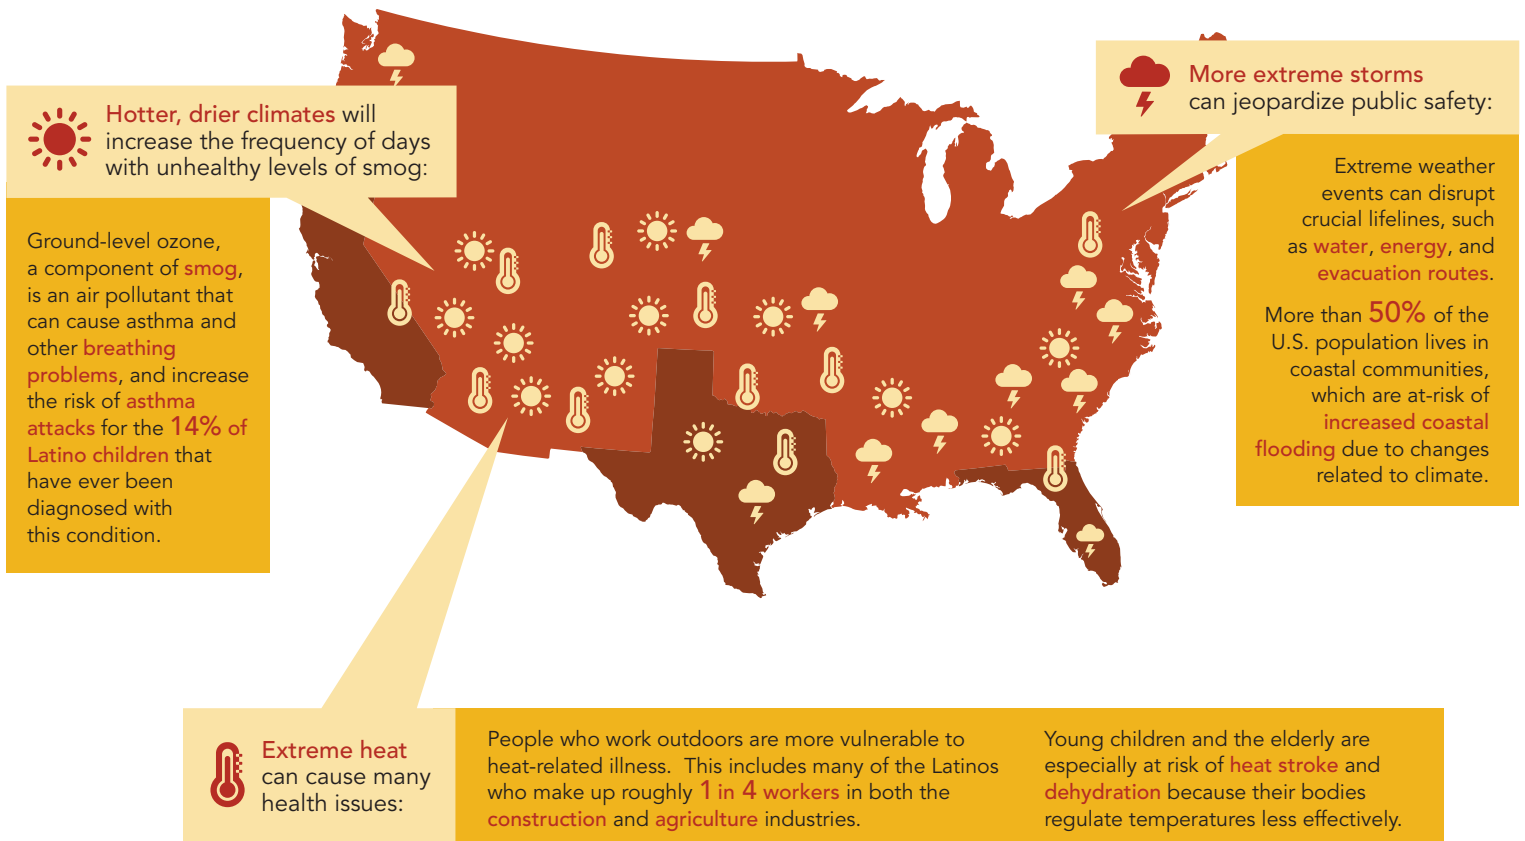 Hotter, drier climates will
increase the frequency of days
with unhealthy levels of smog:
Ground-level ozone,
a component of smog,
is an air pollutant that
can cause asthma and
other breathing
problems, and increase
the risk of asthma
attacks for the 14% of
Latino children that
have ever been
diagnosed with
this condition.
More extreme storms
can jeopardize public safety:
Extreme weather
events can disrupt
crucial lifelines, such
as water, energy, and
evacuation routes.
More than 50% of the
U.S. population lives in
coastal communities,
which are at-risk of
increased coastal
flooding due to changes
related to climate.
Extreme heat
can cause many
health issues:
People who work outdoors are more vulnerable to
heat-related illness. This includes many of the Latinos
who make up roughly 1 in 4 workers in both the
construction and agriculture industries.
Young children and the elderly are
especially at risk of heat stroke and
dehydration because their bodies
regulate temperatures less effectively.